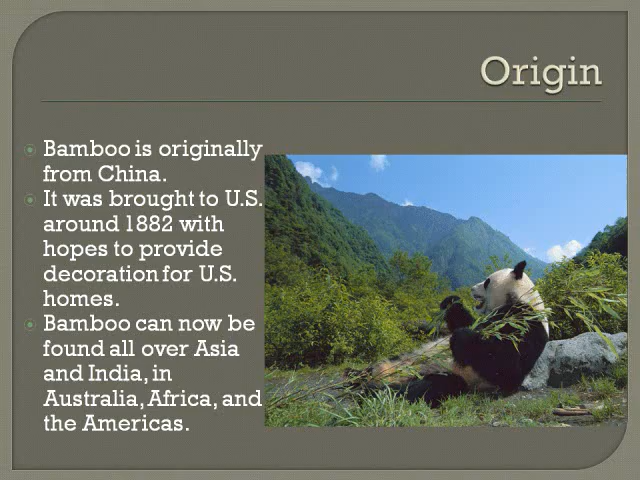 Origin
Bamboo is originally
from China.
It was brought to U.S.
around 1882 with
hopes to provide
decoration for U.S.
homes.
Bamboo can now be
found all over Asia
and India, in
Australia, Africa, and
the Americas.